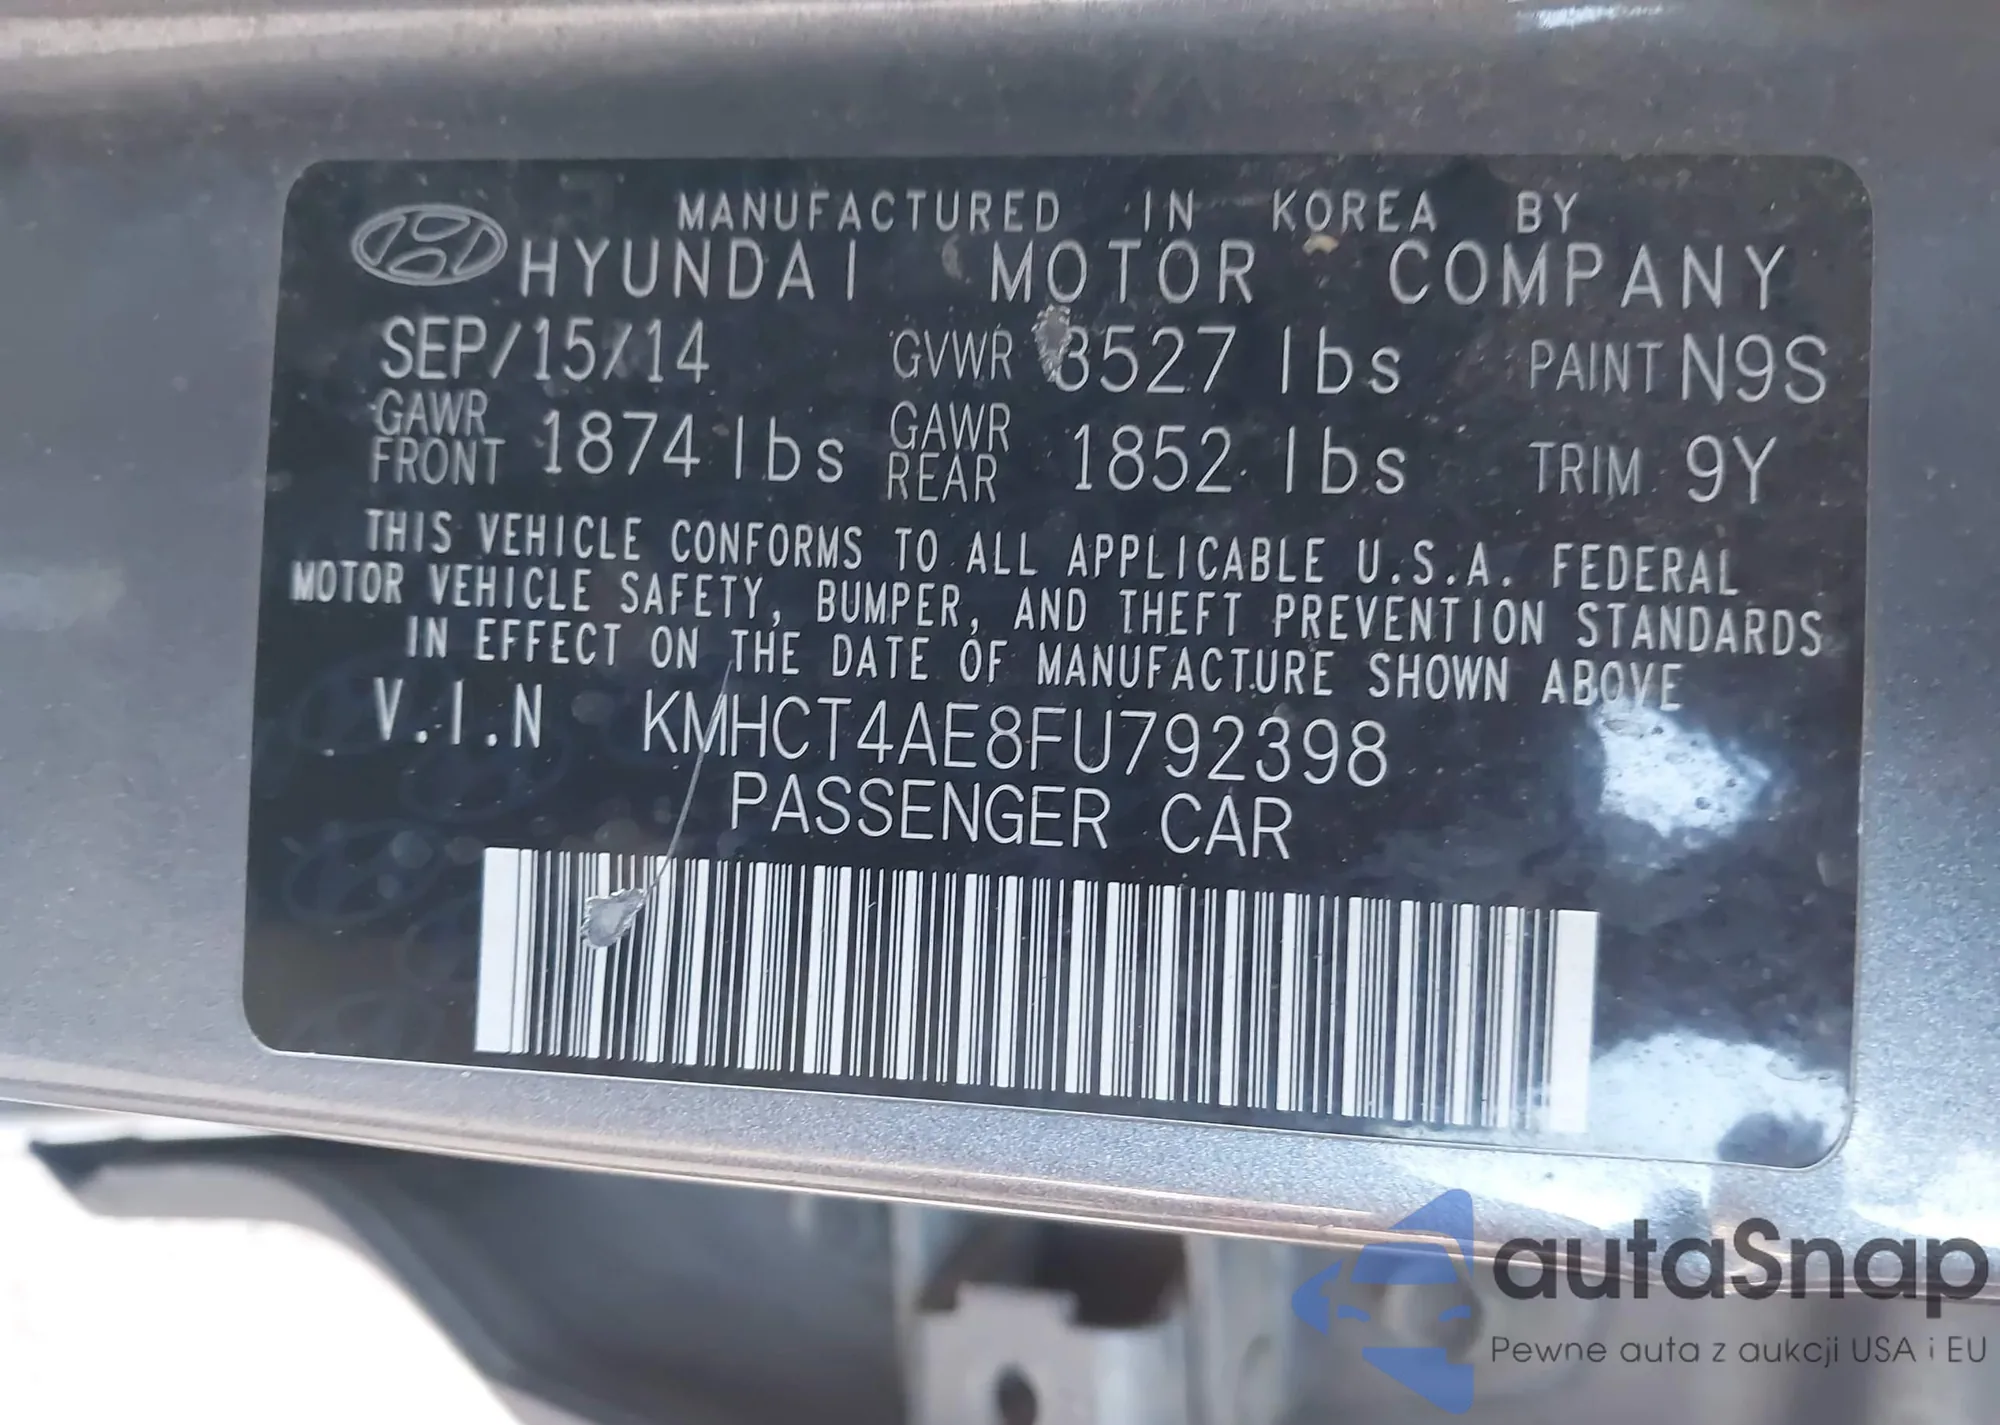 MANUFACTURED IN KOREA BY
HYUNDAI MOTOR COMPANY
SEP/15/14 GVWR 3527 lbs PAINT N9S
GAWR FRONT 1874 lbs GAWR REAR 1852 lbs TRIM 9Y
THIS VEHICLE CONFORMS TO ALL APPLICABLE U.S.A. FEDERAL
MOTOR VEHICLE SAFETY, BUMPER, AND THEFT PREVENTION STANDARDS
IN EFFECT ON THE DATE OF MANUFACTURE SHOWN ABOVE
V.I.N KMHCT4AE8FU792398
PASSENGER CAR
autaSnap
Pewne auta z aukcji USA i EU